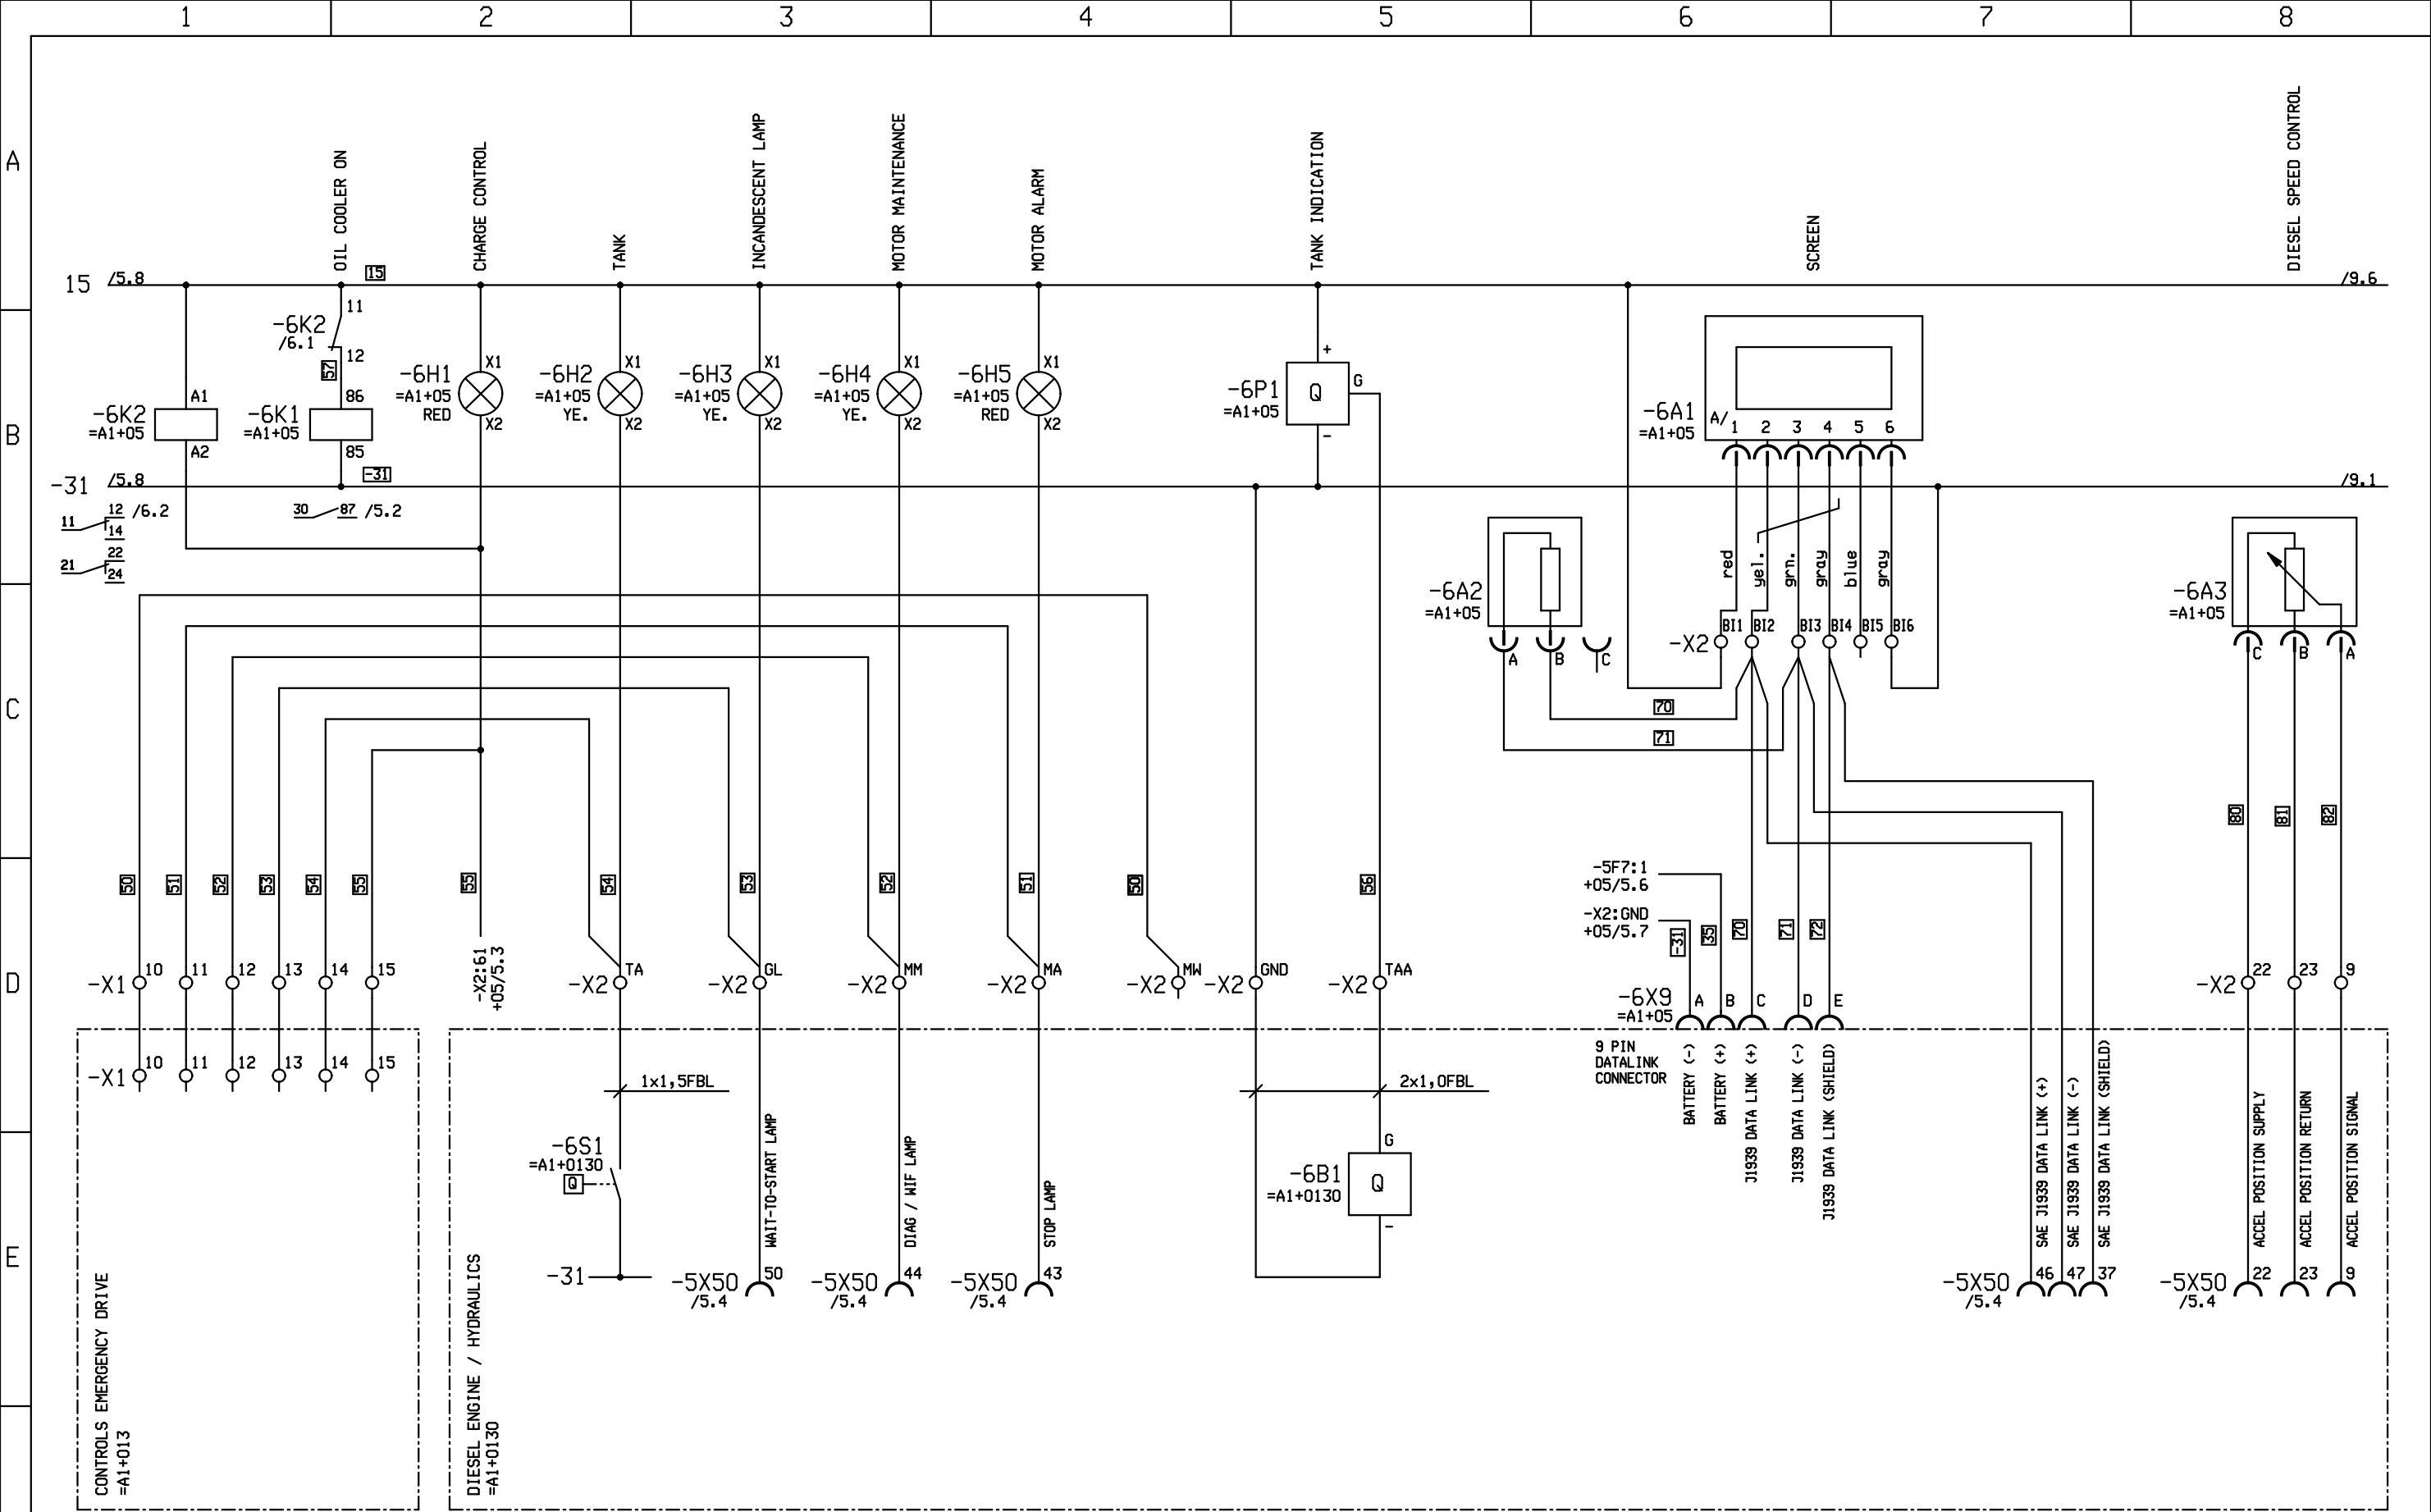 1 2 3 4 5 6 7 8
A
B
C
D
E
OIL COOLER ON
CHARGE CONTROL
TANK
INCANDESCENT LAMP
MOTOR MAINTENANCE
MOTOR ALARM
TANK INDICATION
SCREEN
DIESEL SPEED CONTROL
15 /5.8
15
/9.6
-6K2
/6.1
11
12
57
-6K2
=A1+05
A1
A2
-6K1
=A1+05
86
85
-6H1
=A1+05
RED
X1
X2
-6H2
=A1+05
YE.
X1
X2
-6H3
=A1+05
YE.
X1
X2
-6H4
=A1+05
YE.
X1
X2
-6H5
=A1+05
RED
X1
X2
-6P1
=A1+05
+
Q
G
-
-6A1
=A1+05
A/ 1 2 3 4 5 6
-31 /5.8
-31
/9.1
11 12 /6.2
14
21 22
24
30 87 /5.2
red
yel.
grn.
gray
blue
gray
-6A2
=A1+05
A B C
-X2 BI1 BI2 BI3 BI4 BI5 BI6
-6A3
=A1+05
C B A
70
71
80
81
82
50
51
52
53
54
55
55
54
53
52
51
50
56
-5F7:1
+05/5.6
-X2:GND
+05/5.7
-31
35
70
71
72
-X1 10 11 12 13 14 15
-X2:61
+05/5.3
-X2 TA
-X2 GL
-X2 MM
-X2 MA
-X2 MW
-X2 GND
-X2 TAA
-6X9
=A1+05
A B C D E
-X2 22 23 9
-X1 10 11 12 13 14 15
1x1,5FBL
2x1,0FBL
9 PIN
DATALINK
CONNECTOR
BATTERY (-)
BATTERY (+)
J1939 DATA LINK (+)
J1939 DATA LINK (-)
J1939 DATA LINK (SHIELD)
SAE J1939 DATA LINK (+)
SAE J1939 DATA LINK (-)
SAE J1939 DATA LINK (SHIELD)
ACCEL POSITION SUPPLY
ACCEL POSITION RETURN
ACCEL POSITION SIGNAL
-6S1
=A1+0130
Q
WAIT-TO-START LAMP
DIAG / WIF LAMP
STOP LAMP
-6B1
=A1+0130
G
Q
-
-31
-5X50
/5.4
50
-5X50
/5.4
44
-5X50
/5.4
43
-5X50
/5.4
46 47 37
-5X50
/5.4
22 23 9
CONTROLS EMERGENCY DRIVE
=A1+013
DIESEL ENGINE / HYDRAULICS
=A1+0130